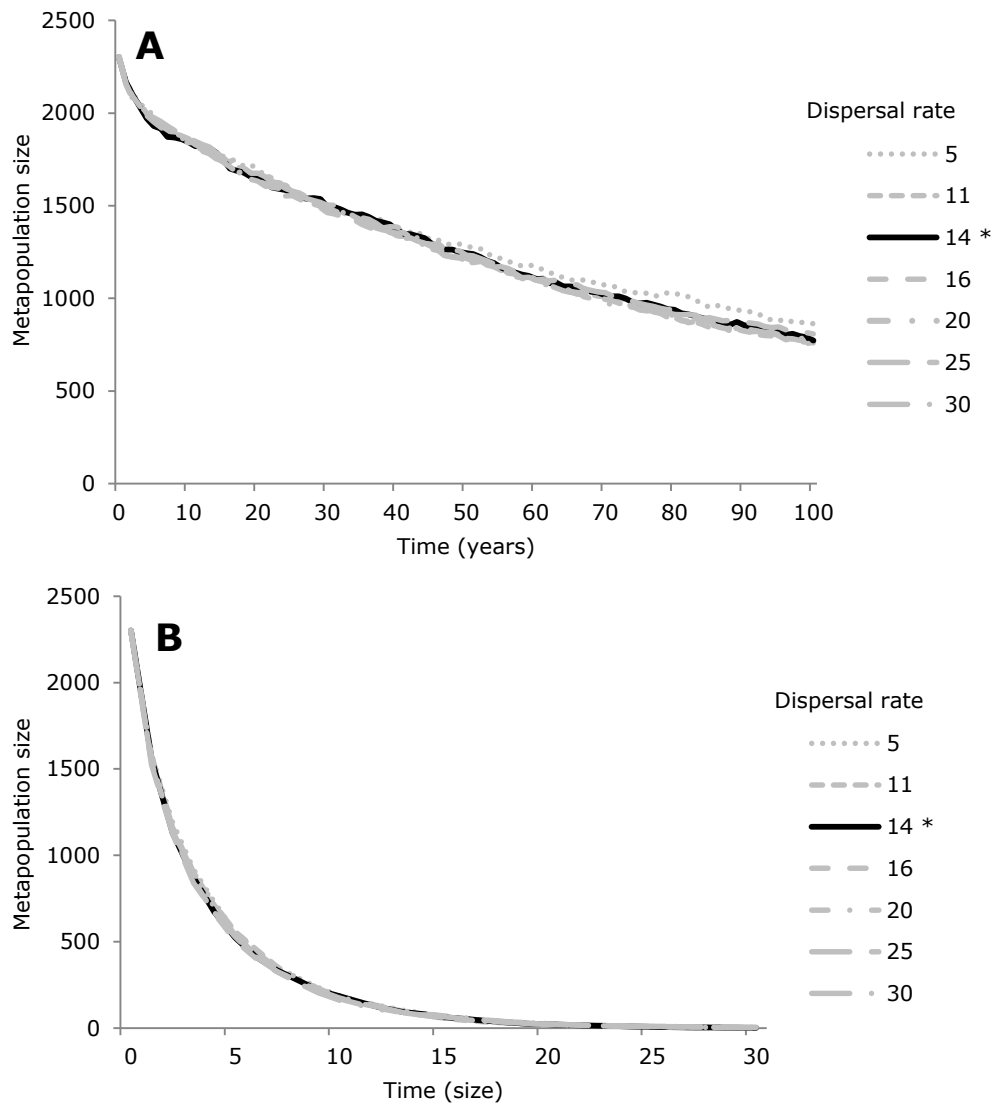 A
2500
2000
1500
1000
500
0
Metapopulation size
0 10 20 30 40 50 60 70 80 90 100
Time (years)
Dispersal rate
5
11
14 *
16
20
25
30
B
2500
2000
1500
1000
500
0
Metapopulation size
0 5 10 15 20 25 30
Time (size)
Dispersal rate
5
11
14 *
16
20
25
30